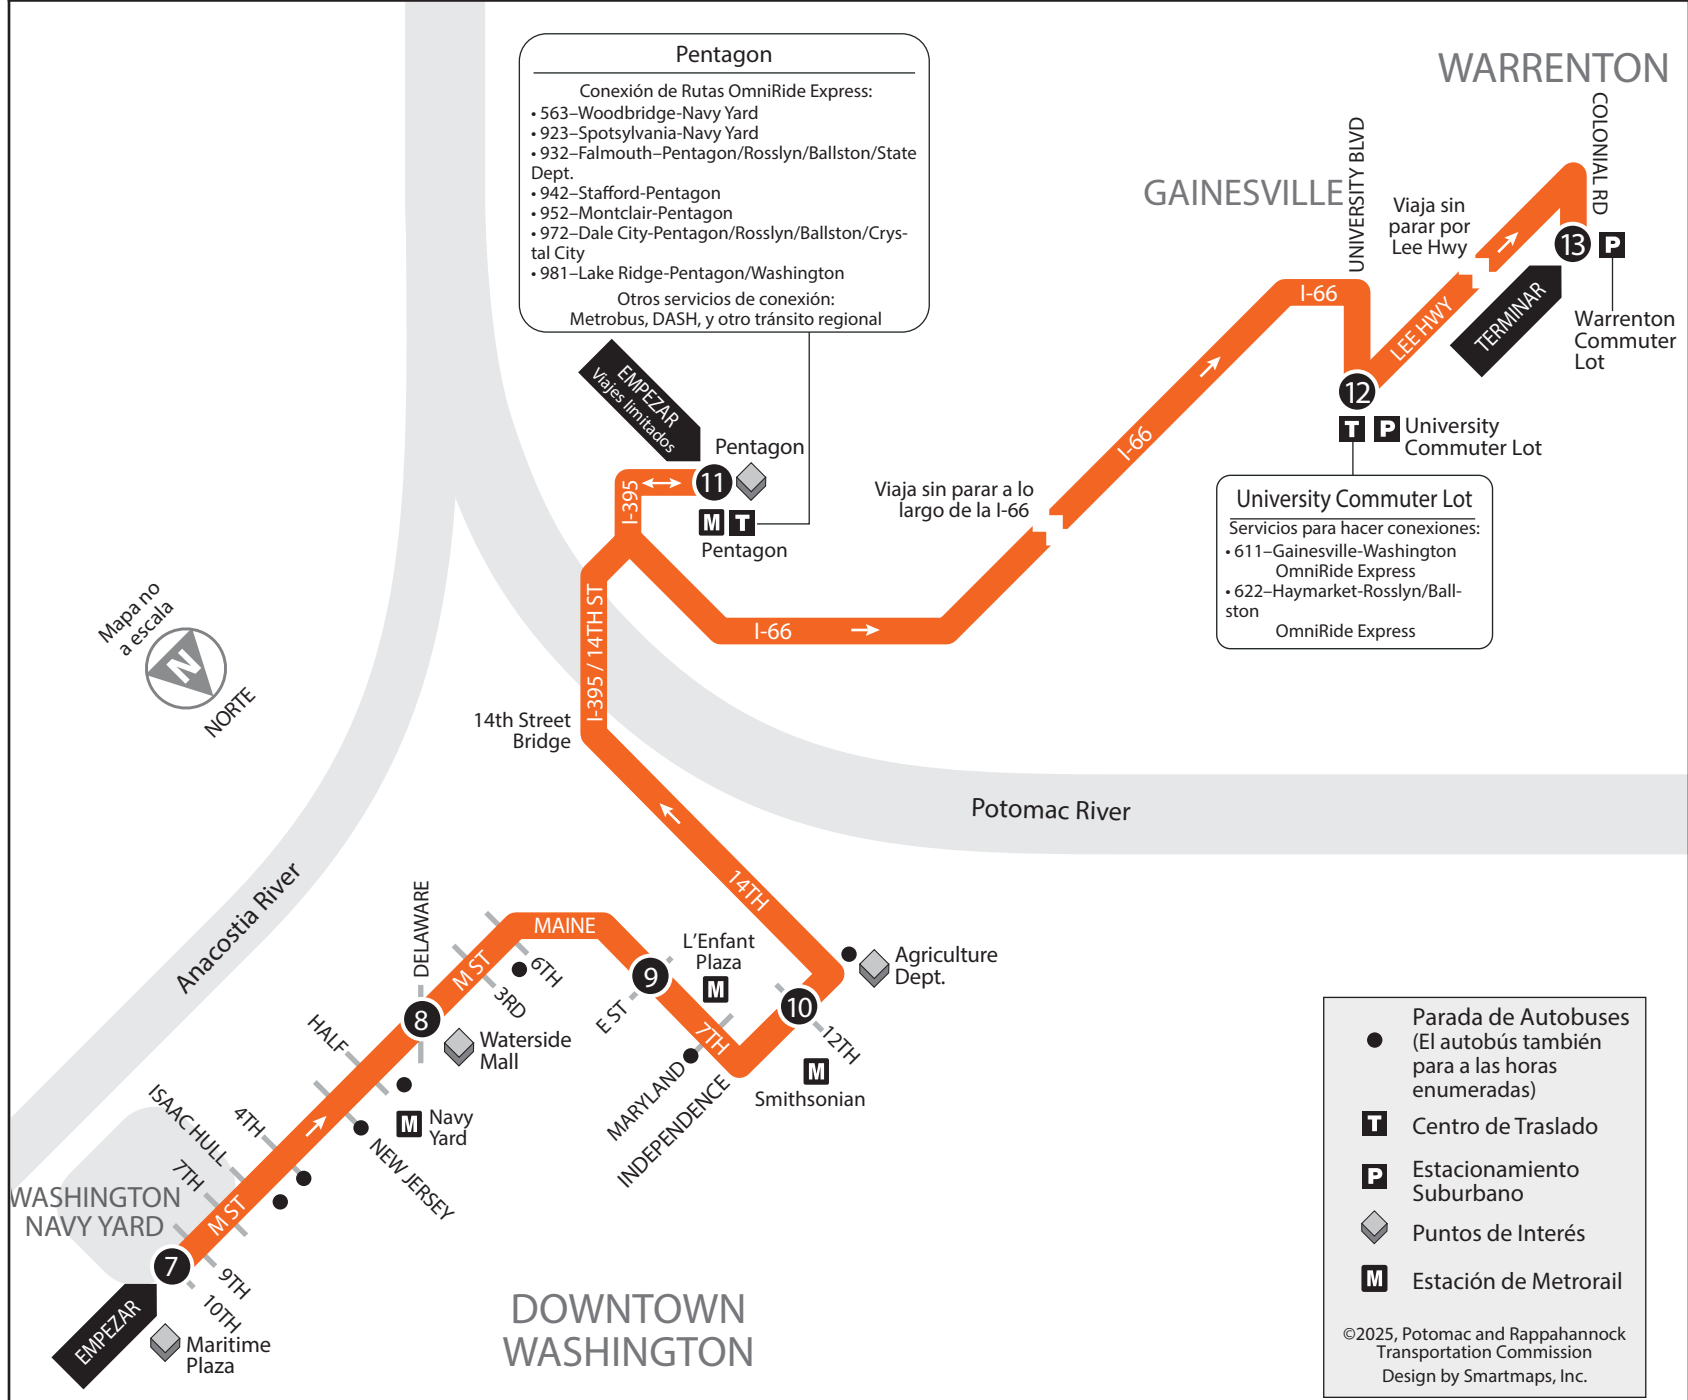 Pentagon
Conexión de Rutas OmniRide Express:
• 563–Woodbridge-Navy Yard
• 923–Spotsylvania-Navy Yard
• 932–Falmouth–Pentagon/Rosslyn/Ballston/State
Dept.
• 942–Stafford-Pentagon
• 952–Montclair-Pentagon
• 972–Dale City-Pentagon/Rosslyn/Ballston/Crys-
tal City
• 981–Lake Ridge-Pentagon/Washington
Otros servicios de conexión:
Metrobus, DASH, y otro tránsito regional
WARRENTON
COLONIAL RD
UNIVERSITY BLVD
GAINESVILLE
Viaja sin
parar por
Lee Hwy
13
P
I-66
LEE HWY
TERMINAR
Warrenton
Commuter
Lot
12
T
P
University
Commuter Lot
EMPEZAR
Viajes limitados
Pentagon
11
I-395
M
T
Pentagon
I-66
Viaja sin parar a lo
largo de la I-66
University Commuter Lot
Servicios para hacer conexiones:
• 611–Gainesville-Washington
OmniRide Express
• 622–Haymarket-Rosslyn/Ball-
ston
OmniRide Express
I-66
I-395 / 14TH ST
Mapa no
a escala
N
NORTE
14th Street
Bridge
Potomac River
Anacostia River
14TH
DELAWARE
MAINE
M ST
6TH
3RD
L'Enfant
Plaza
M
9
E ST
7TH
Agriculture
Dept.
10
12TH
M
Smithsonian
MARYLAND
INDEPENDENCE
8
HALF
Waterside
Mall
M
Navy
Yard
NEW JERSEY
ISAAC HULL
4TH
7TH
M ST
WASHINGTON
NAVY YARD
7
9TH
10TH
EMPEZAR
Maritime
Plaza
DOWNTOWN
WASHINGTON
Parada de Autobuses
(El autobús también
para a las horas
enumeradas)
T
Centro de Traslado
P
Estacionamiento
Suburbano
Puntos de Interés
M
Estación de Metrorail
©2025, Potomac and Rappahannock
Transportation Commission
Design by Smartmaps, Inc.